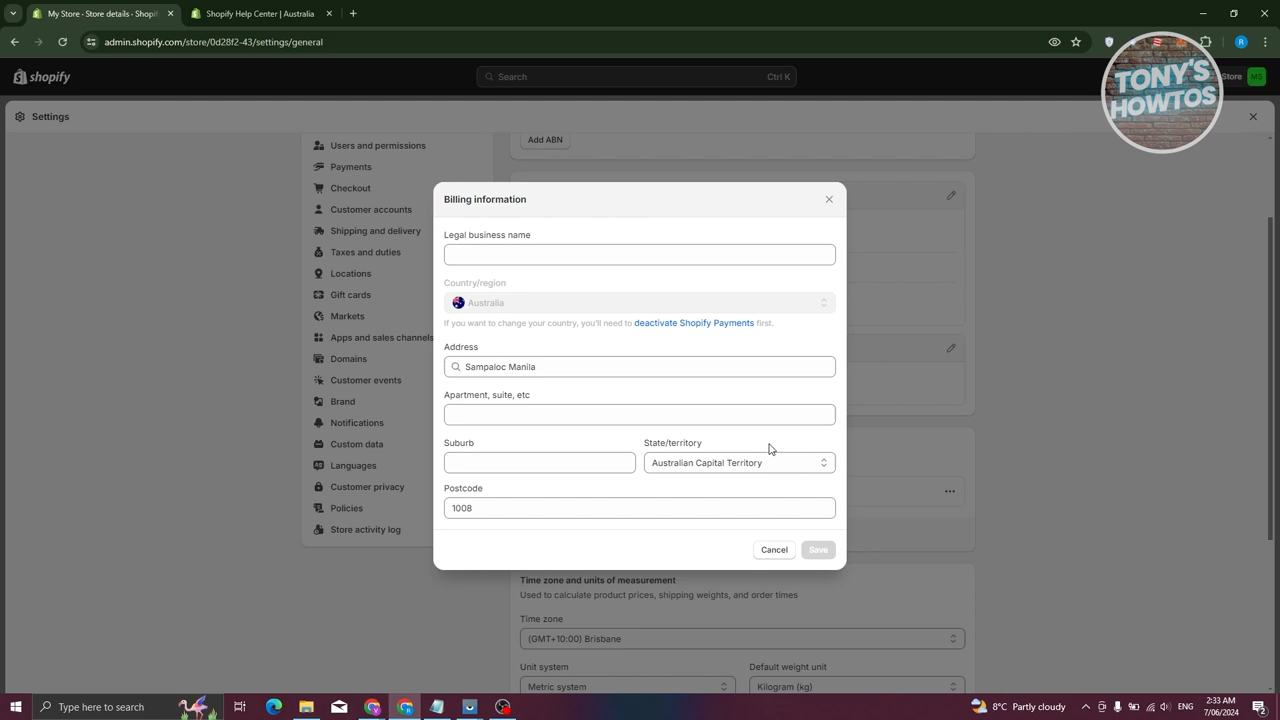 My Store - Store details - Shopif
Shopify Help Center | Australia
admin.shopify.com/store/0d28f2-43/settings/general
R
shopify
Search
Ctrl K
Store
MS
TONY'S
HOWTOS
Settings
Users and permissions
Payments
Checkout
Customer accounts
Shipping and delivery
Taxes and duties
Locations
Gift cards
Markets
Apps and sales channels
Domains
Customer events
Brand
Notifications
Custom data
Languages
Customer privacy
Policies
Store activity log
Add ABN
Billing information
Legal business name
Country/region
Australia
If you want to change your country, you'll need to deactivate Shopify Payments first.
Address
Sampaloc Manila
Apartment, suite, etc
Suburb
State/territory
Australian Capital Territory
Postcode
1008
Cancel
Save
Time zone and units of measurement
Used to calculate product prices, shipping weights, and order times
Time zone
(GMT+10:00) Brisbane
Unit system
Default weight unit
Metric system
Kilogram (kg)
Type here to search
8°C Partly cloudy
2:33 AM
7/06/2024
2